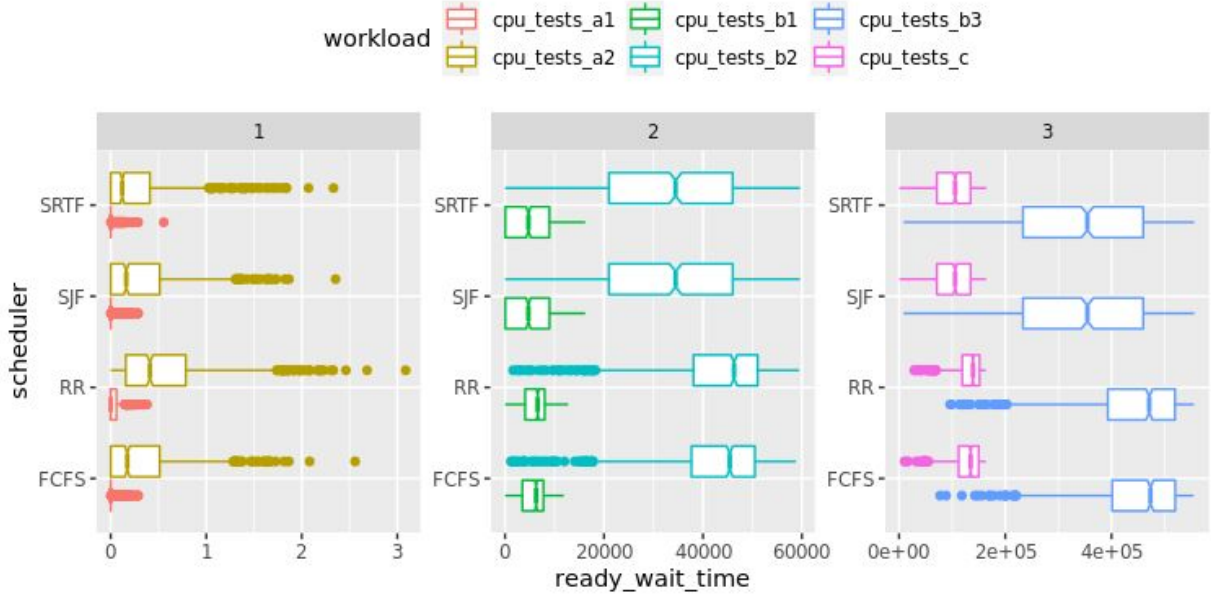 workload
cpu_tests_a1 cpu_tests_b1 cpu_tests_b3
cpu_tests_a2 cpu_tests_b2 cpu_tests_c
1 2 3
scheduler
SRTF SRTF SRTF
SJF SJF SJF
RR RR RR
FCFS FCFS FCFS
0 1 2 3 0 20000 40000 60000 0e+00 2e+05 4e+05
ready_wait_time